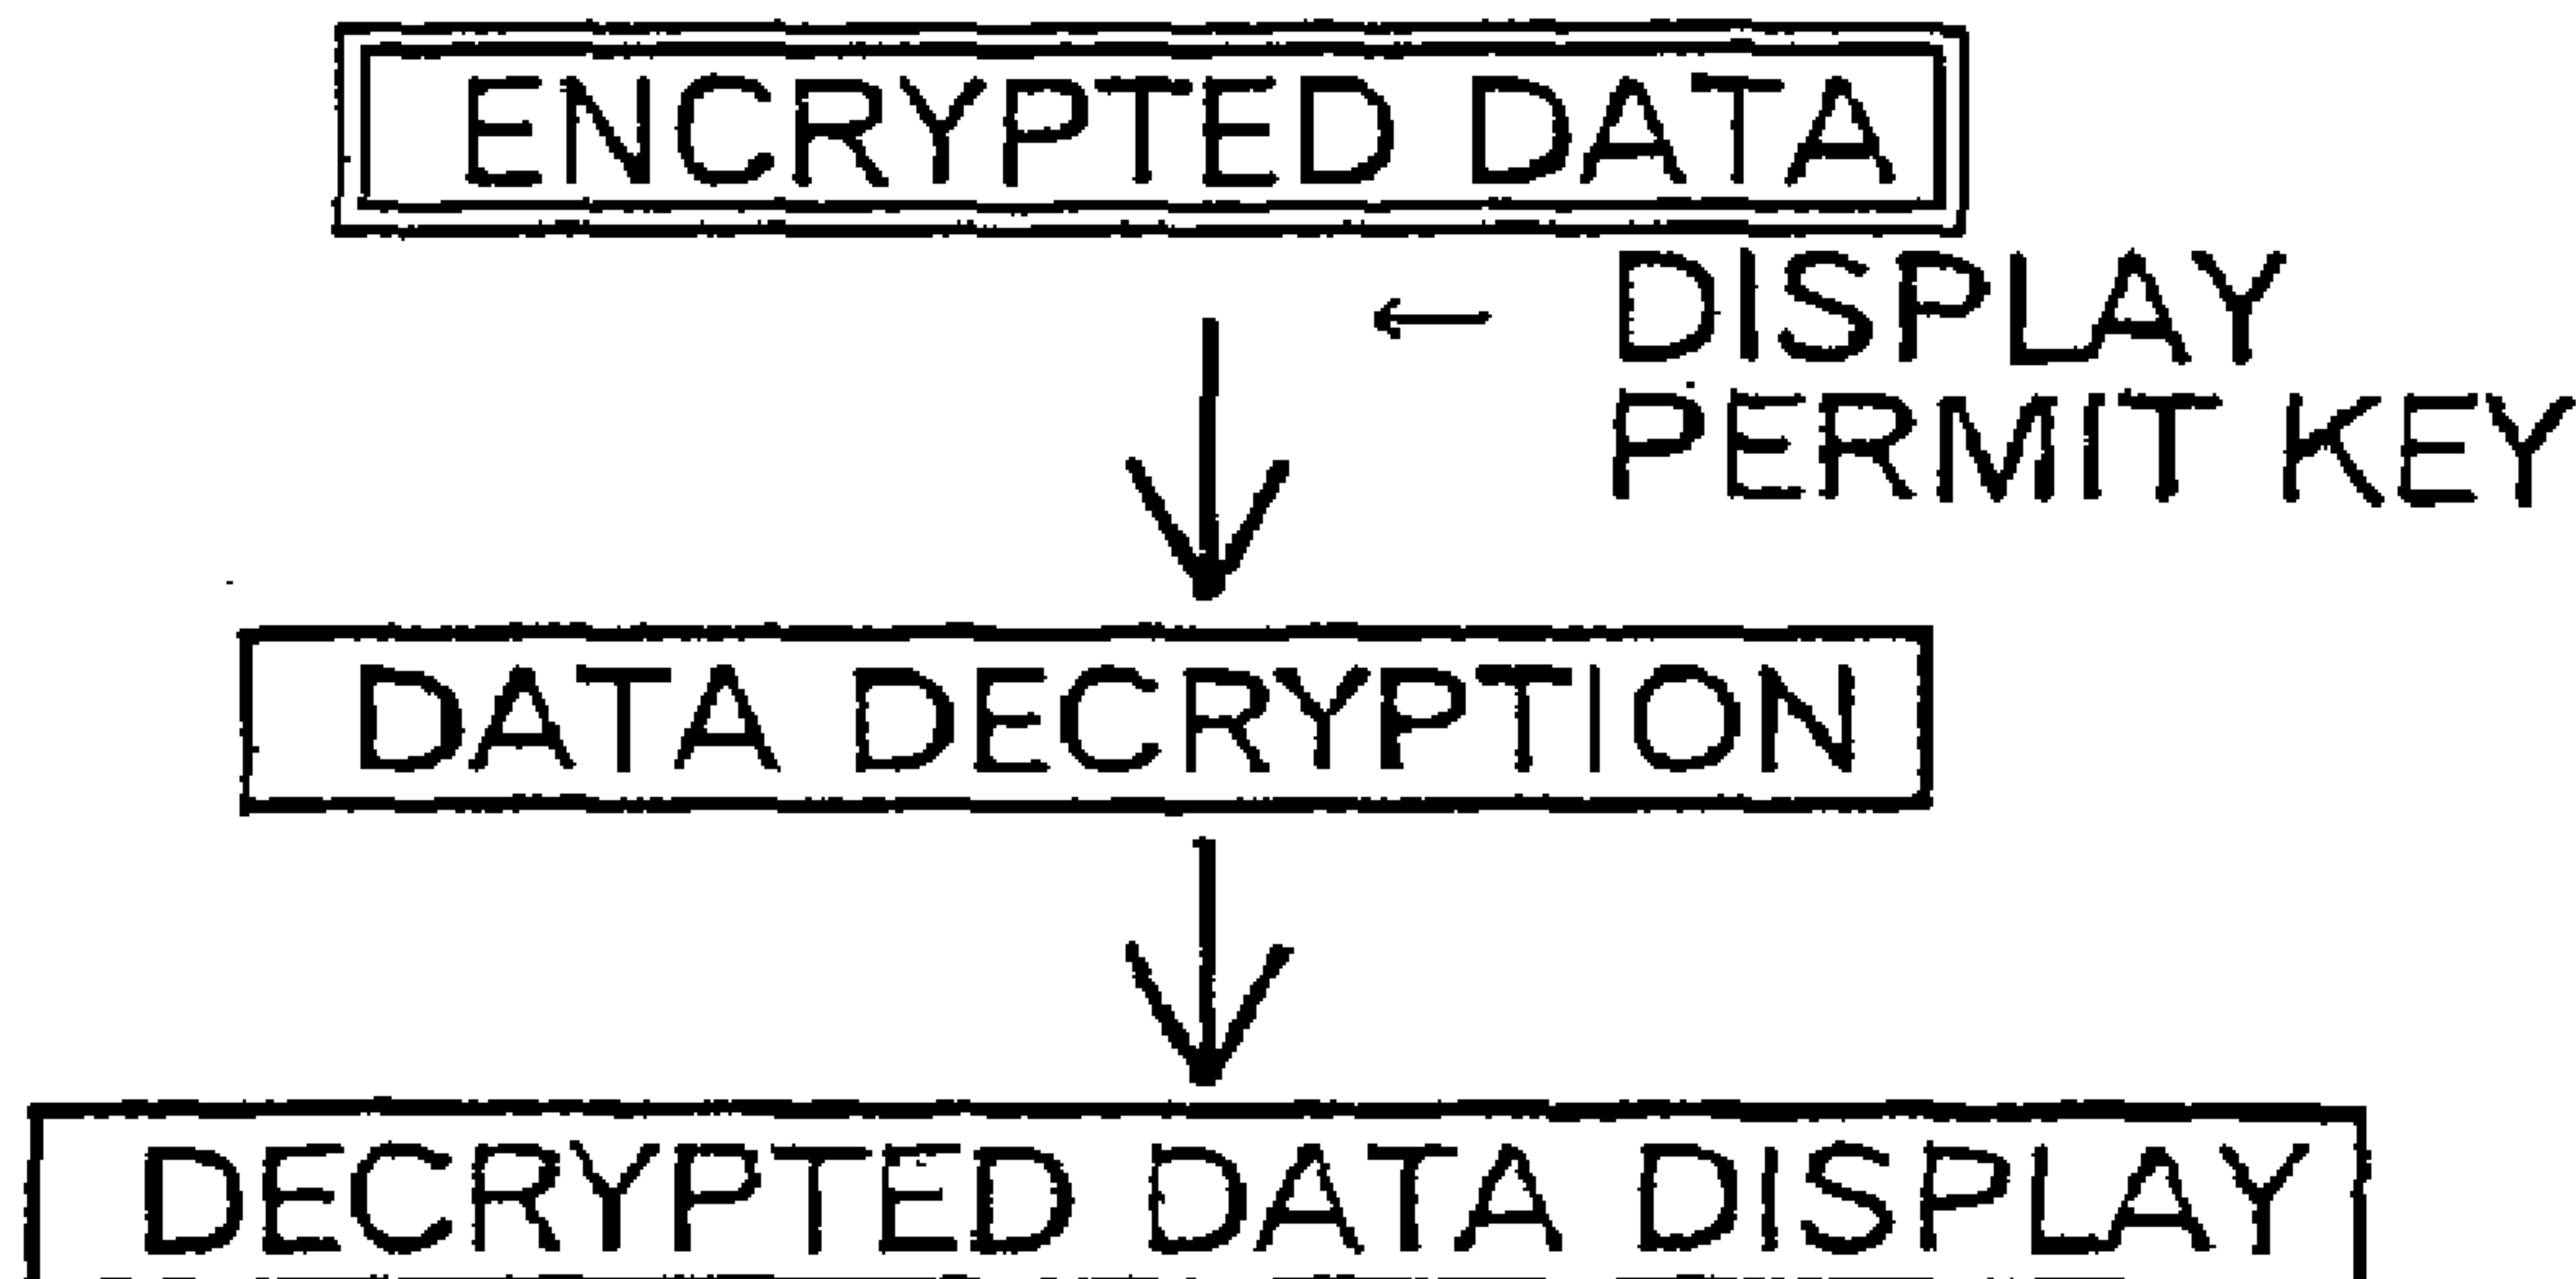 ENCRYPTED DATA
← DISPLAY
PERMIT KEY
DATA DECRYPTION
DECRYPTED DATA DISPLAY